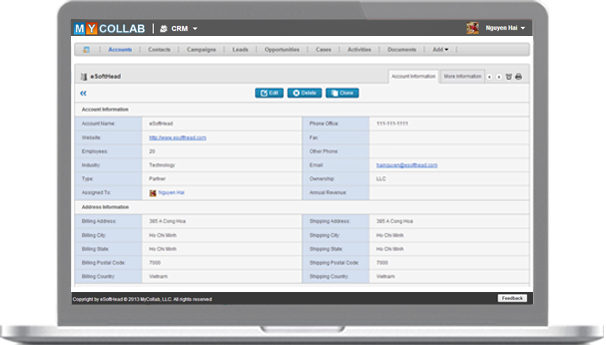 MYCOLLAB CRM Nguyen Hai
Accounts Contacts Campaigns Leads Opportunities Cases Activities Documents Add
eSoftHead Account Information More Information
Edit Delete Clone
Account Information
Account Name: eSoftHead Phone Office:
Website: http://www.esofthead.com Fax
Employees: 20 Other Phone:
Industry: Technology Email: hainguyen@esofthead.com
Type: Partner Ownership: LLC
Assigned To: Nguyen Hai Annual Revenue:
Address Information
Billing Address: 385 A Cong Hoa Shipping Address: 385 A Cong Hoa
Billing City: Ho Chi Minh Shipping City: Ho Chi Minh
Billing State: Ho Chi Minh Shipping State: Ho Chi Minh
Billing Postal Code: 7000 Shipping Postal Code: 7000
Billing Country: Vietnam Shipping Country: Vietnam
Copyright by eSoftHead © 2013 MyCollab, LLC. All rights reserved. Feedback